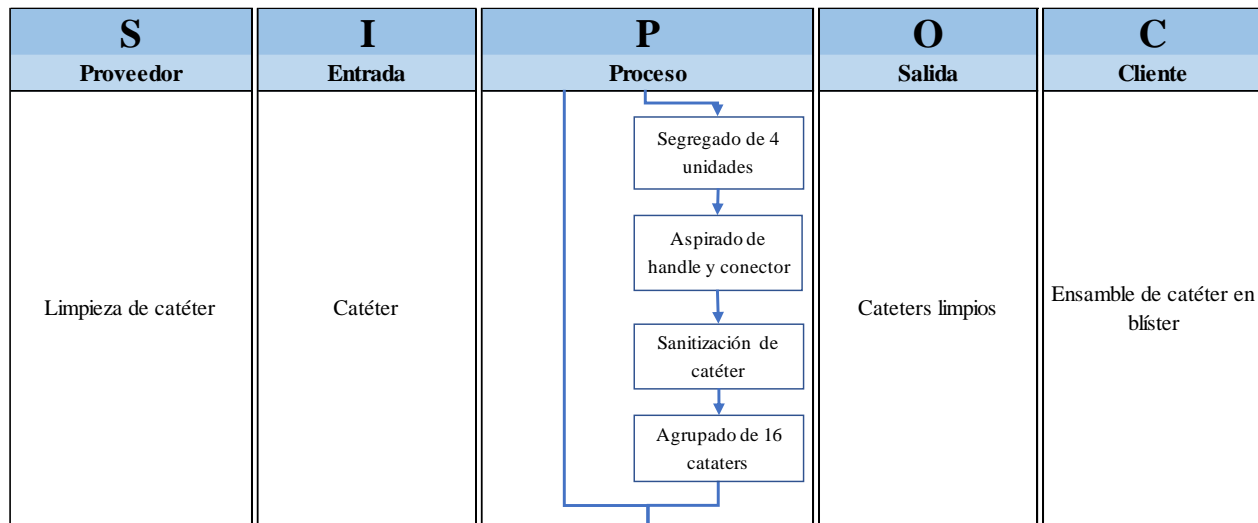 S
I
P
O
C
Proveedor
Entrada
Proceso
Salida
Cliente
Limpieza de catéter
Catéter
Segregado de 4
unidades
Aspirado de
handle y conector
Sanitización de
catéter
Agrupado de 16
cataters
Cateters limpios
Ensamble de catéter en
blíster